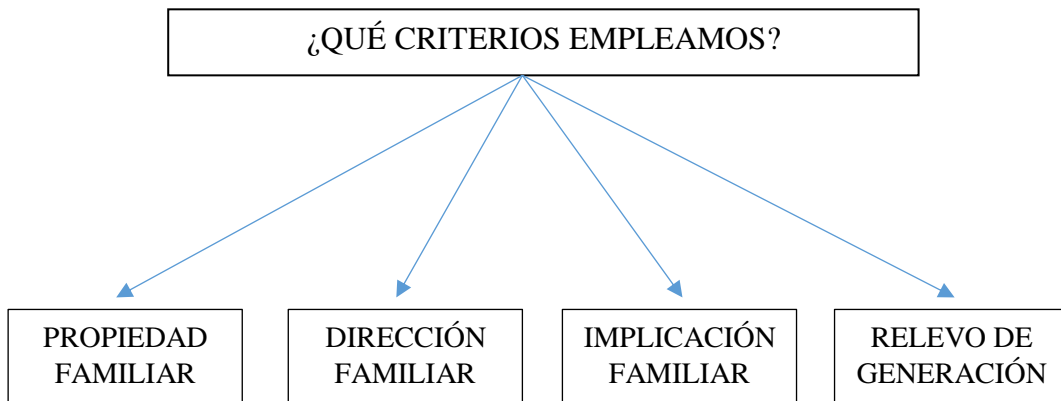 ¿QUÉ CRITERIOS EMPLEAMOS?
PROPIEDAD
FAMILIAR
DIRECCIÓN
FAMILIAR
IMPLICACIÓN
FAMILIAR
RELEVO DE
GENERACIÓN